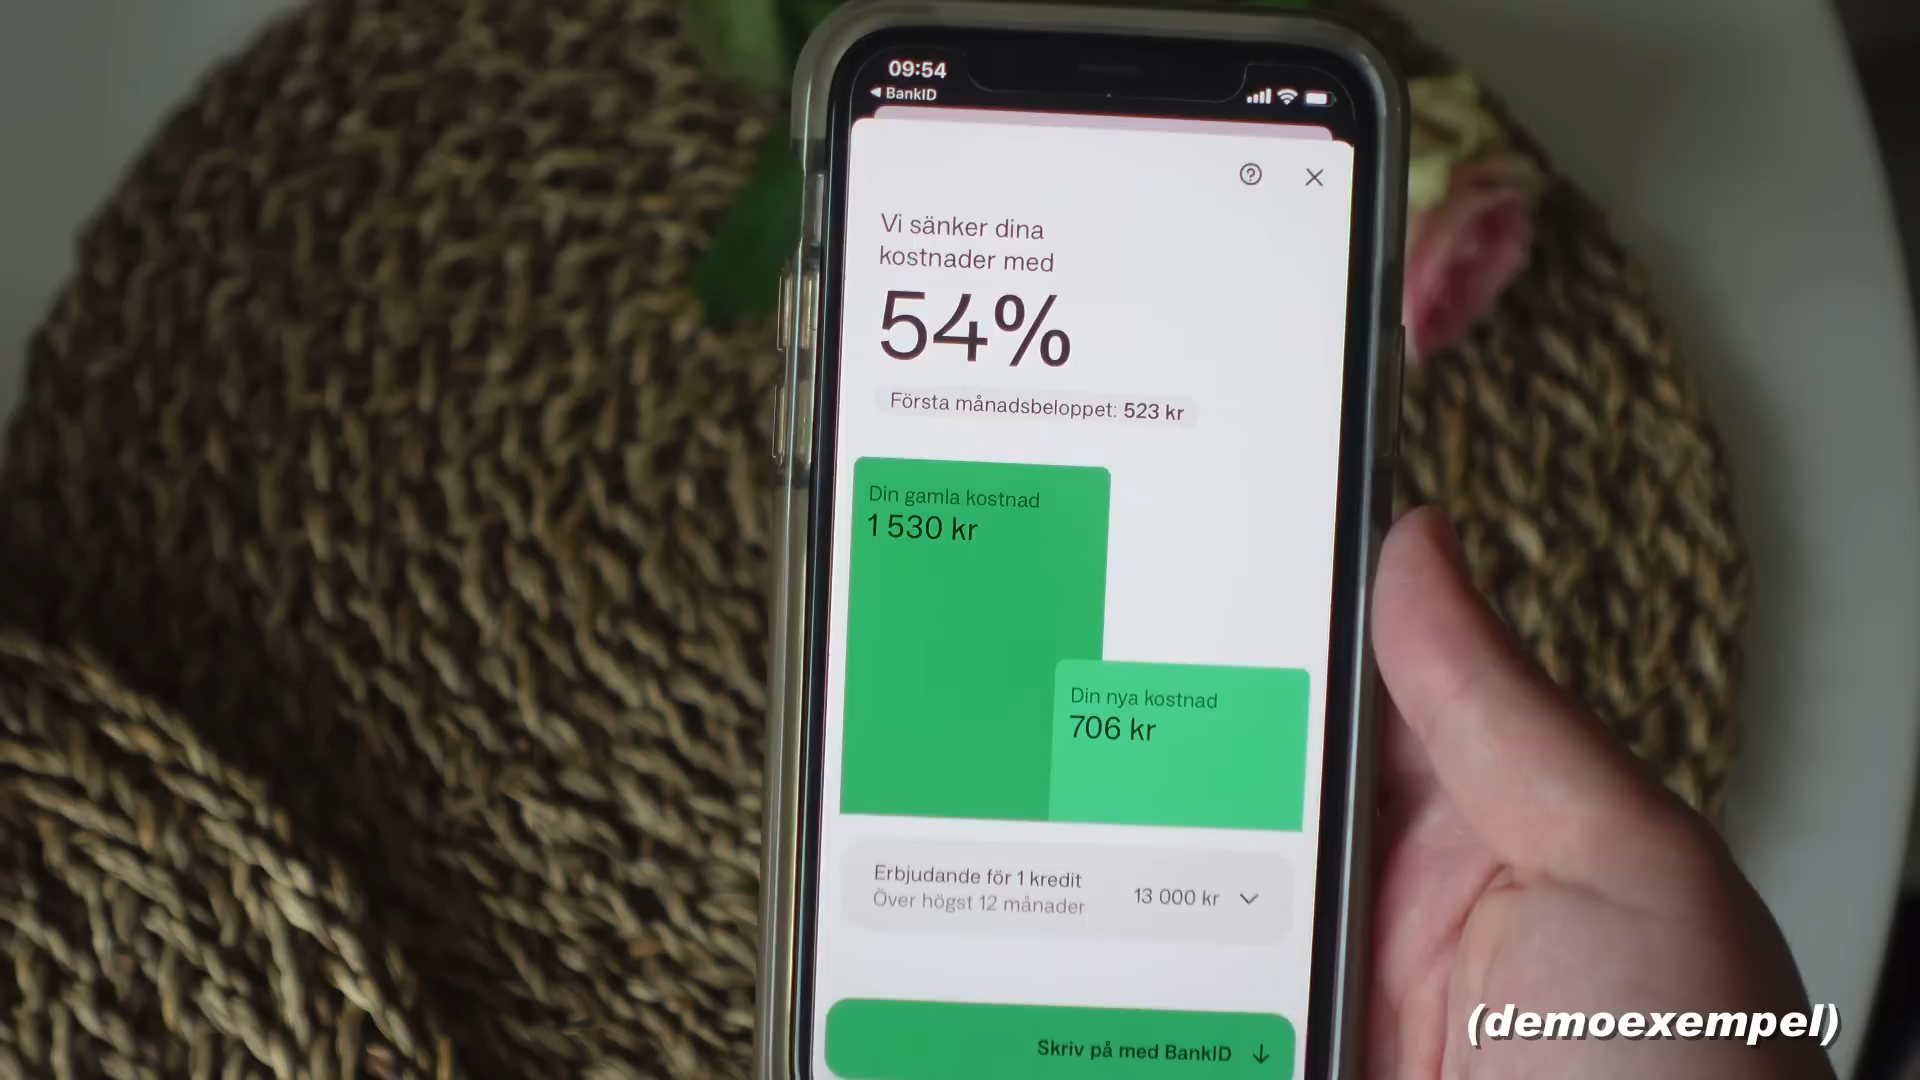 09:54
◀ BankID
Vi sänker dina
kostnader med
54%
Första månadsbeloppet: 523 kr
Din gamla kostnad
1 530 kr
Din nya kostnad
706 kr
Erbjudande för 1 kredit
Över högst 12 månader
13 000 kr
Skriv på med BankID
(demoexempel)